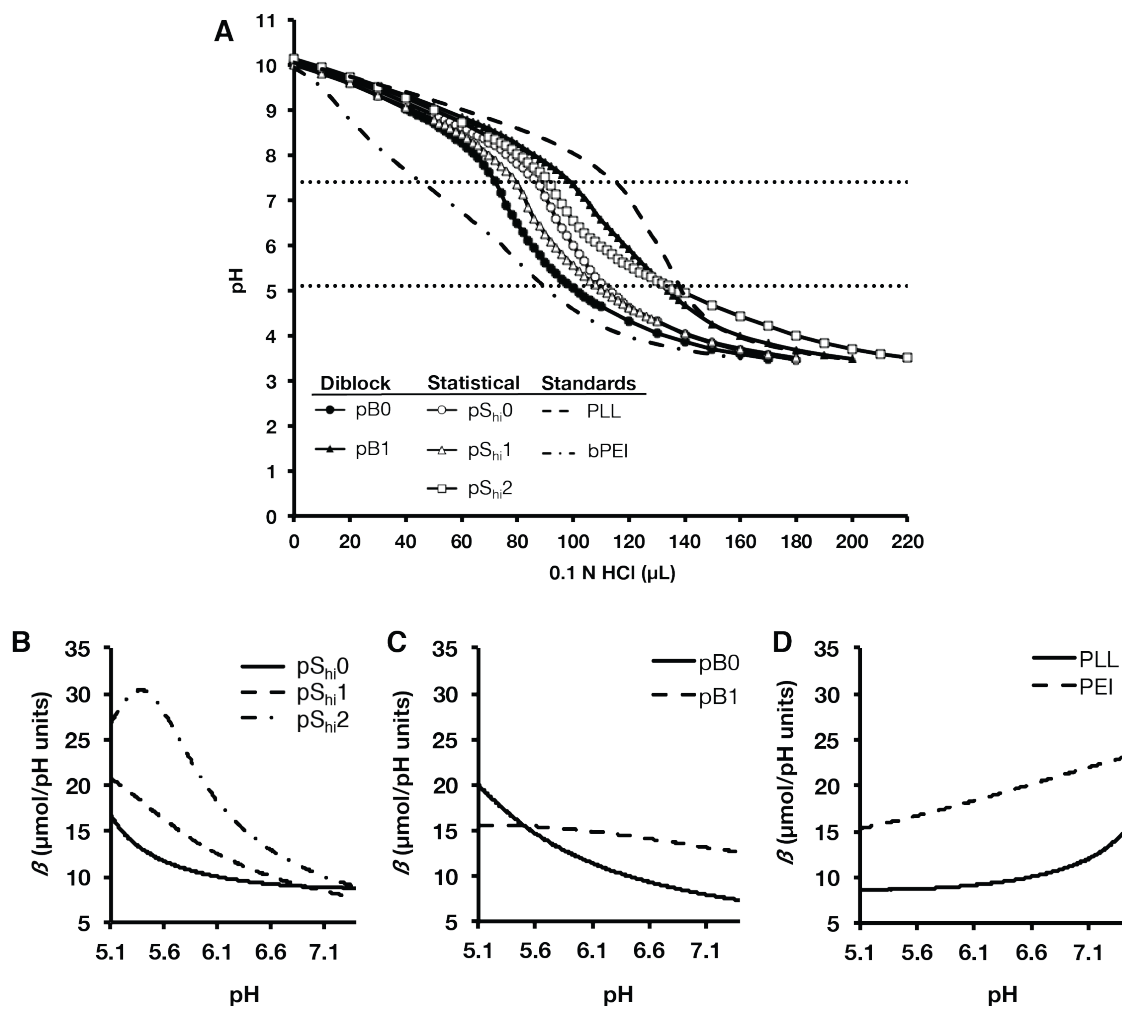 A
pH
11
10
9
8
7
6
5
4
3
2
1
0
Diblock Statistical Standards
pB0 pShi0 PLL
pB1 pShi1 bPEI
pShi2
0 20 40 60 80 100 120 140 160 180 200 220
0.1 N HCl (µL)
B
β (µmol/pH units)
35
30
25
20
15
10
5
pShi0
pShi1
pShi2
5.1 5.6 6.1 6.6 7.1
pH
C
β (µmol/pH units)
35
30
25
20
15
10
5
pB0
pB1
5.1 5.6 6.1 6.6 7.1
pH
D
β (µmol/pH units)
35
30
25
20
15
10
5
PLL
PEI
5.1 5.6 6.1 6.6 7.1
pH